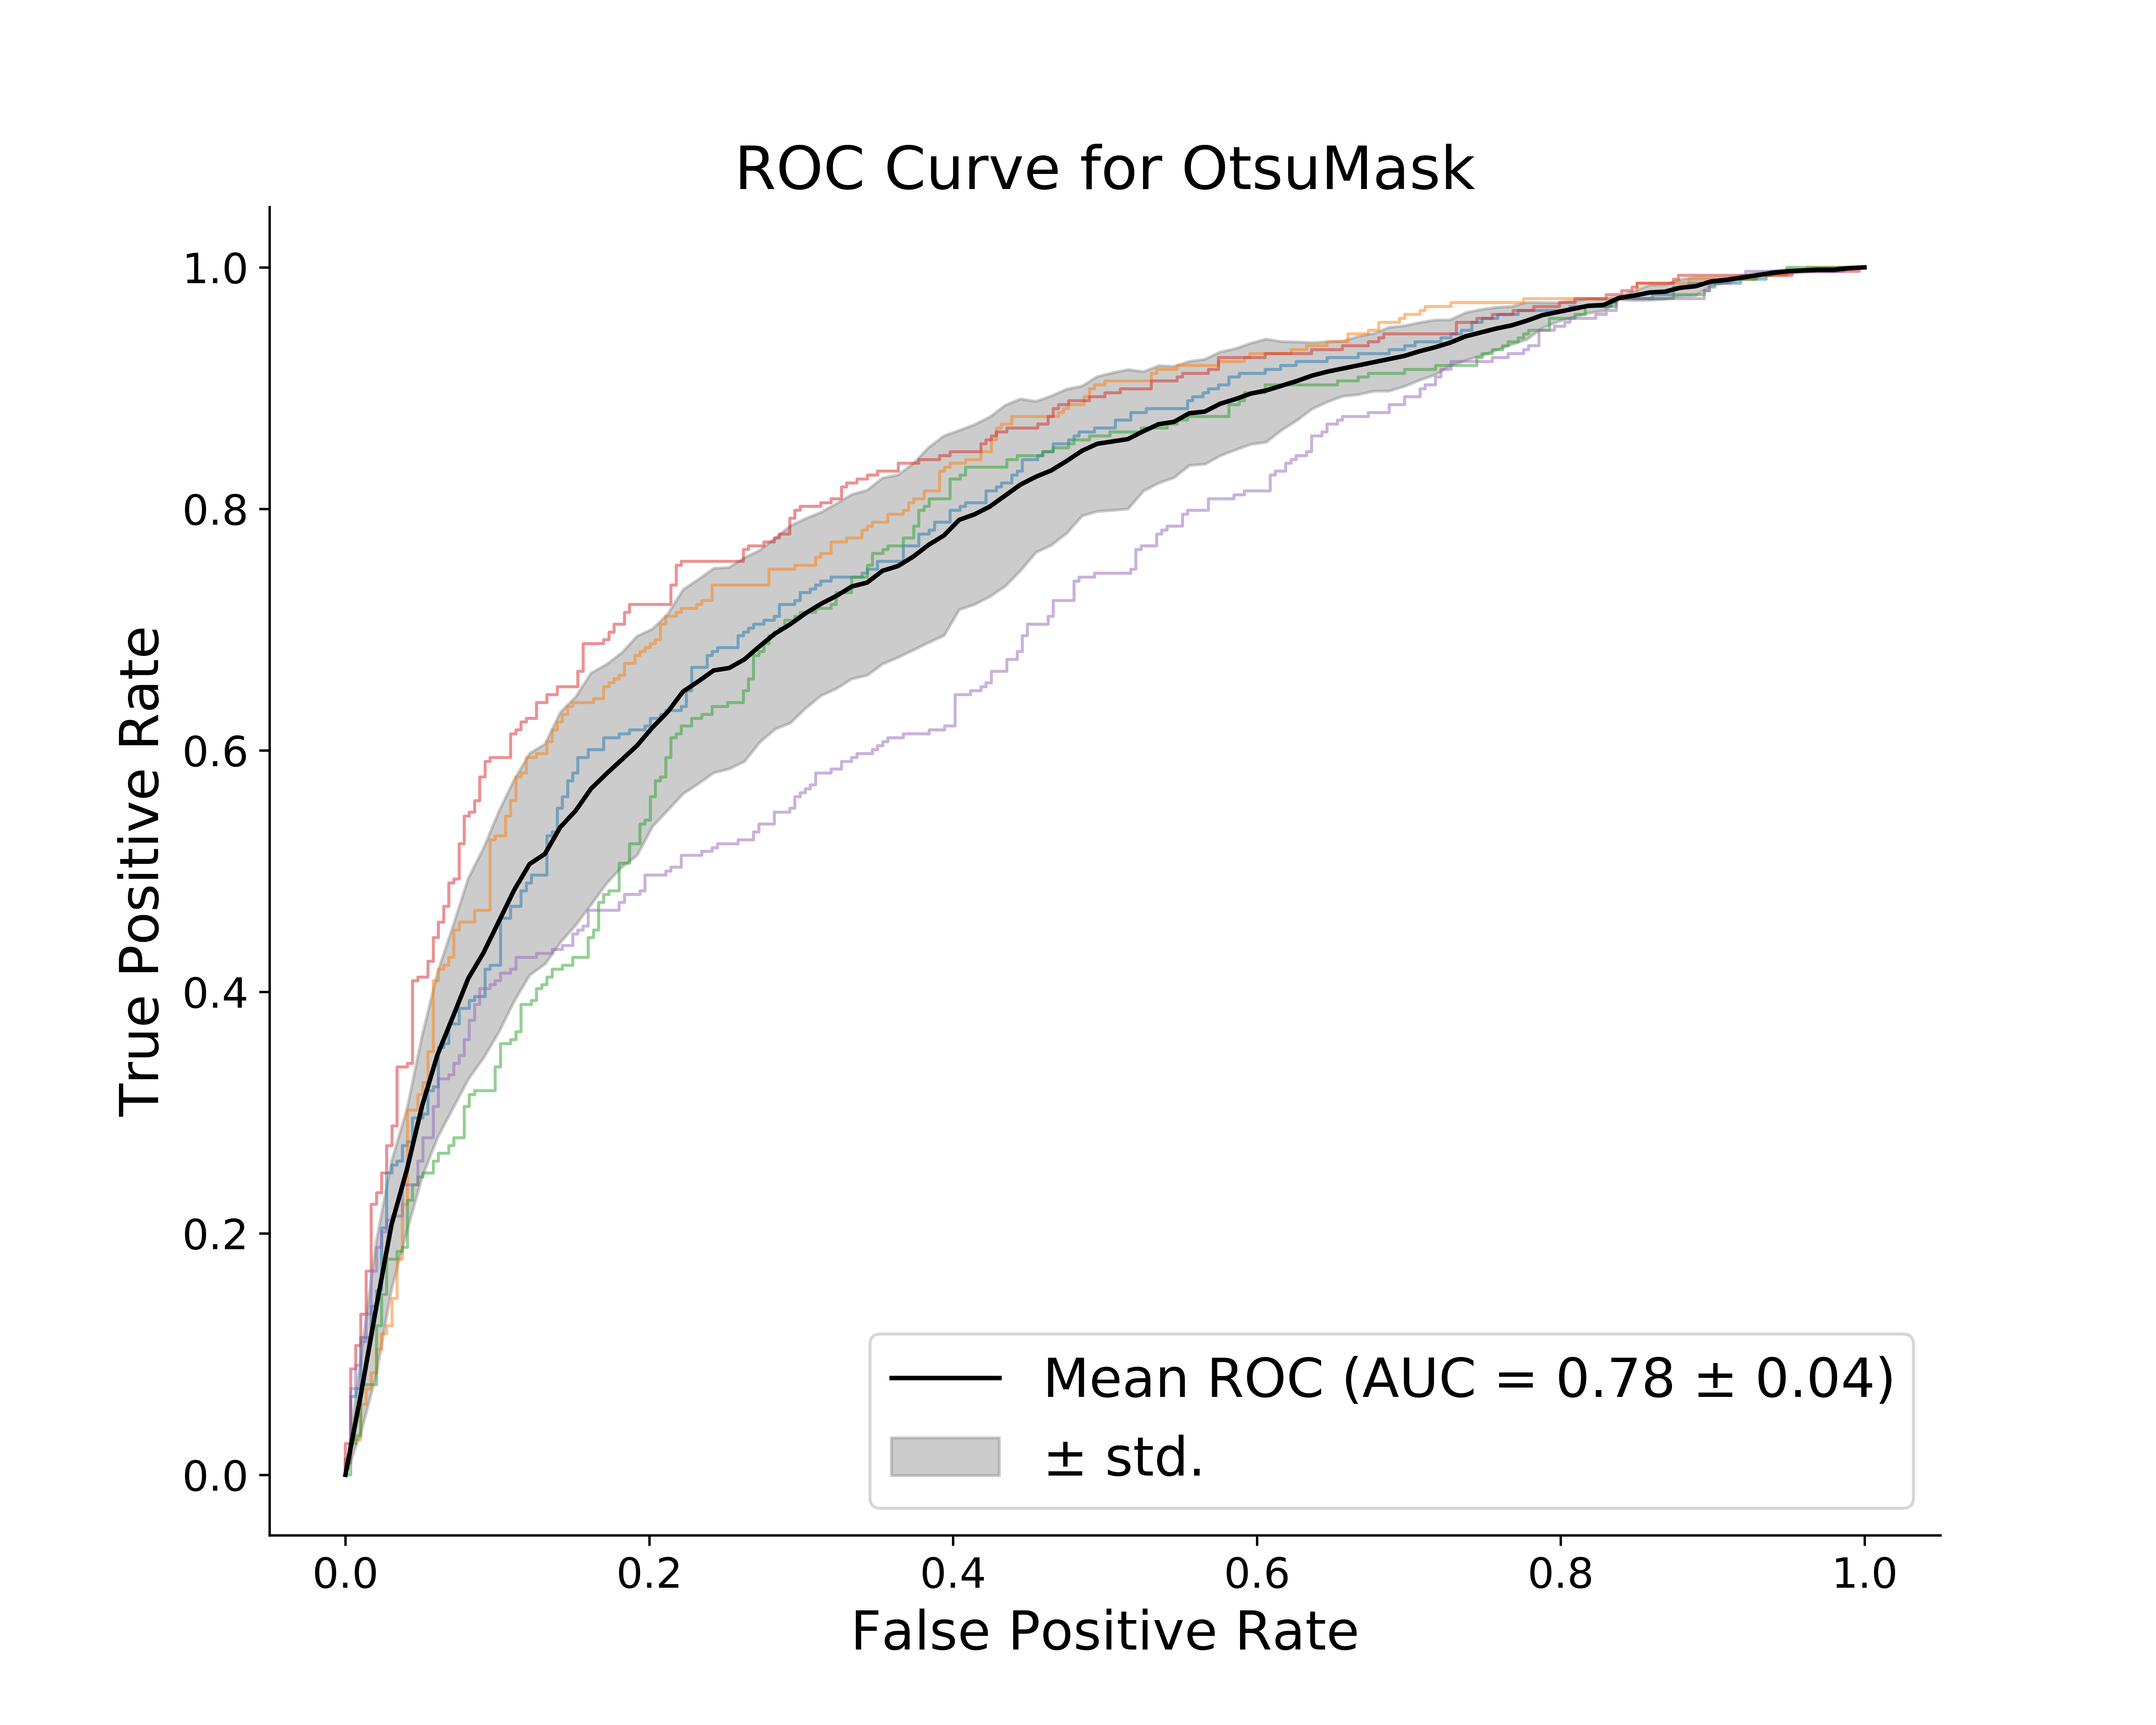 ROC Curve for OtsuMask
True Positive Rate
1.0
0.8
0.6
0.4
0.2
0.0
Mean ROC (AUC = 0.78 ± 0.04)
± std.
0.0 0.2 0.4 0.6 0.8 1.0
False Positive Rate